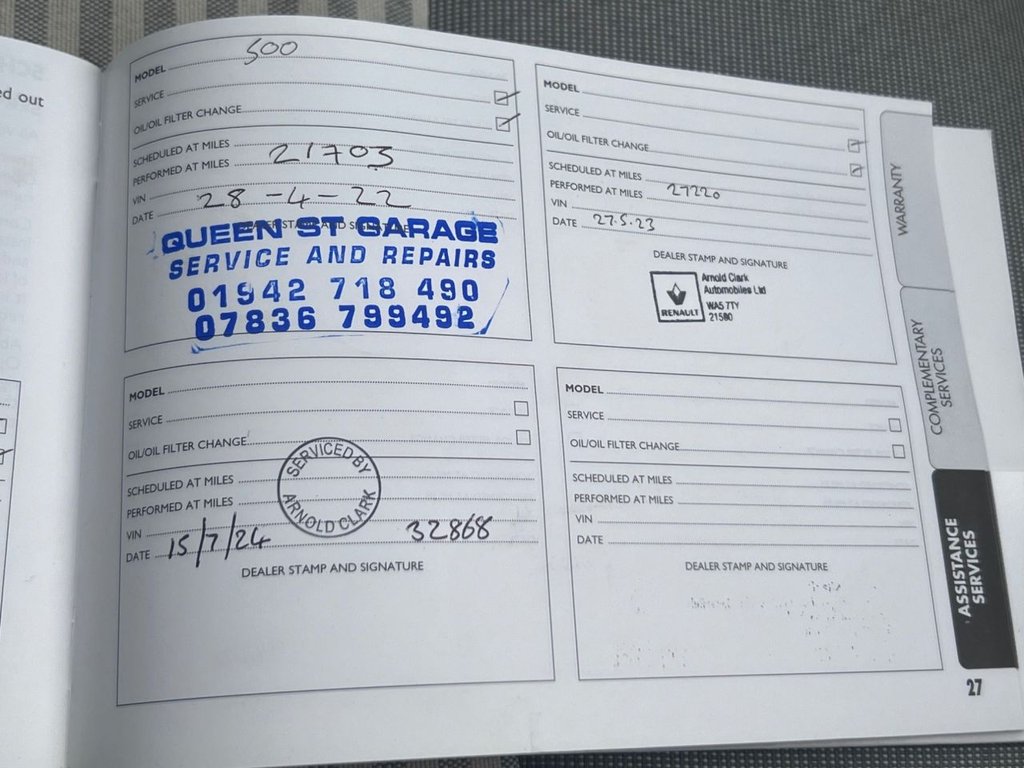 ed out
MODEL 500
SERVICE
OIL/OIL FILTER CHANGE
SCHEDULED AT MILES
PERFORMED AT MILES 21703
VIN
DATE 28-4-22
DEALER STAMP AND SIGNATURE
QUEEN ST GARAGE
SERVICE AND REPAIRS
01942 718 490
07836 799492
MODEL
SERVICE
OIL/OIL FILTER CHANGE
SCHEDULED AT MILES
PERFORMED AT MILES 27220
VIN
DATE 27.5.23
DEALER STAMP AND SIGNATURE
RENAULT
Arnold Clark
Automobiles Ltd
WA5 7TY
21580
MODEL
SERVICE
OIL/OIL FILTER CHANGE
SCHEDULED AT MILES
PERFORMED AT MILES
VIN
DATE 15/7/24 32868
SERVICED BY
ARNOLD CLARK
DEALER STAMP AND SIGNATURE
MODEL
SERVICE
OIL/OIL FILTER CHANGE
SCHEDULED AT MILES
PERFORMED AT MILES
VIN
DATE
DEALER STAMP AND SIGNATURE
WARRANTY
COMPLEMENTARY
SERVICES
ASSISTANCE
SERVICES
27